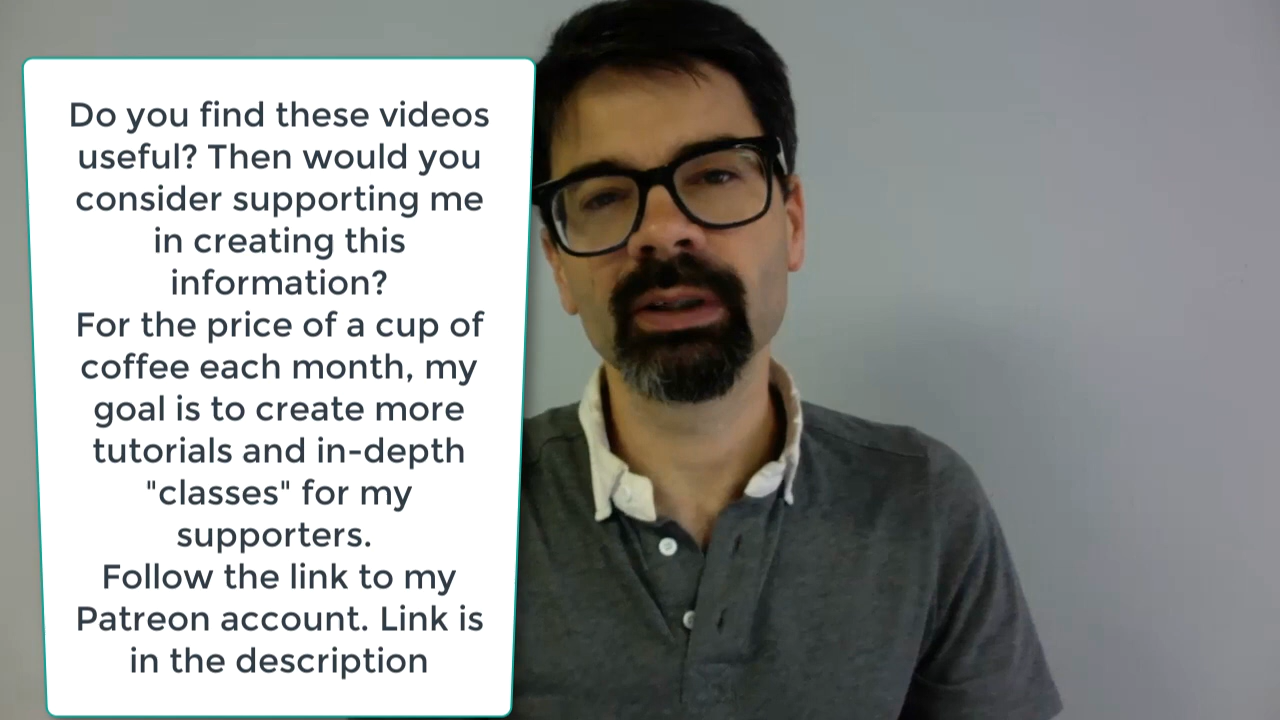 Do you find these videos
useful? Then would you
consider supporting me
in creating this
information?
For the price of a cup of
coffee each month, my
goal is to create more
tutorials and in-depth
"classes" for my
supporters.
Follow the link to my
Patreon account. Link is
in the description